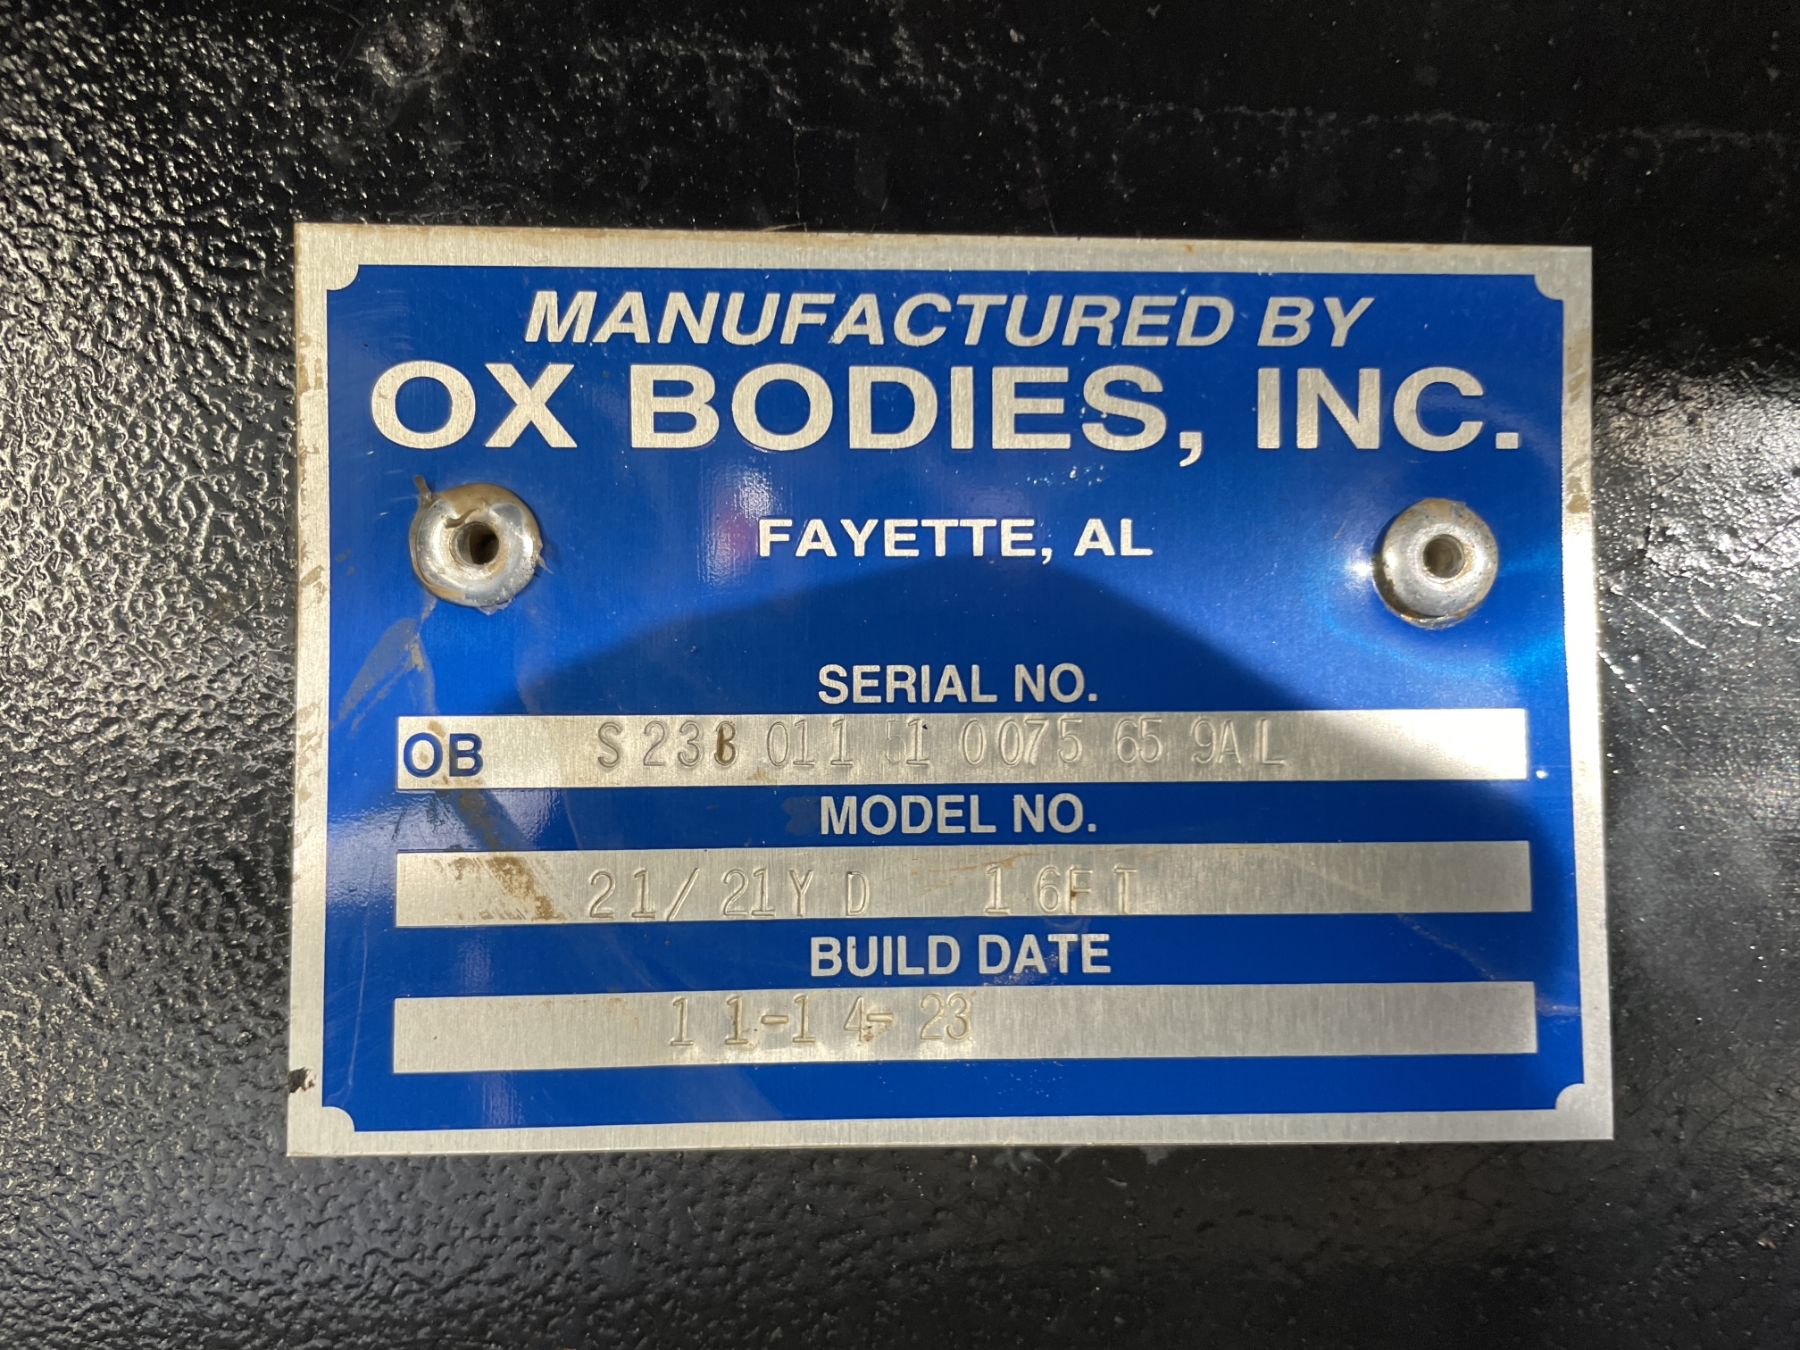 MANUFACTURED BY
OX BODIES, INC.
FAYETTE, AL
SERIAL NO.
OB S238 011 51 0075 65 9AL
MODEL NO.
21/21YD 16FT
BUILD DATE
11-14-23